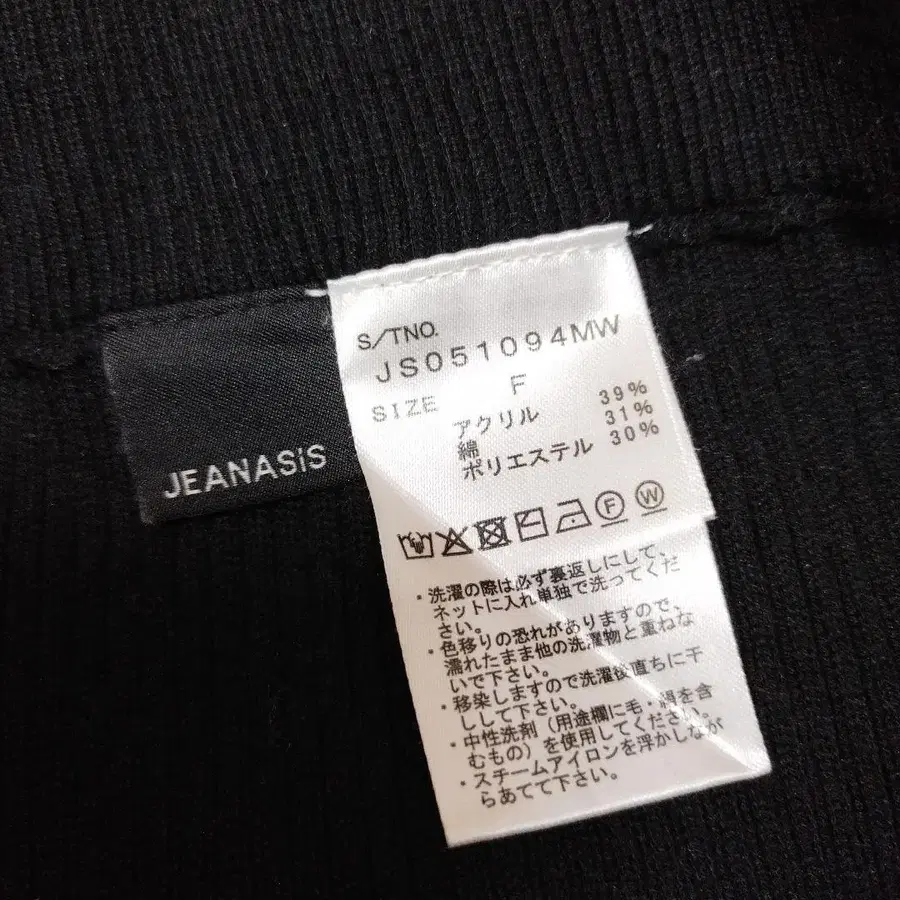 JEANASiS
S/TNO.
JS051094MW
SIZE F
アクリル 39%
綿 31%
ポリエステル 30%
F W
・洗濯の際は必ず裏返しにして、
ネットに入れ単独で洗ってくだ
さい。
・色移りの恐れがありますので、
濡れたまま他の洗濯物と重ねな
いで下さい。
・移染しますので洗濯後直ちに干
しして下さい。
・中性洗剤（用途欄に毛・絹を含
むもの）を使用してください。
・スチームアイロンを浮かしなが
らあてて下さい。